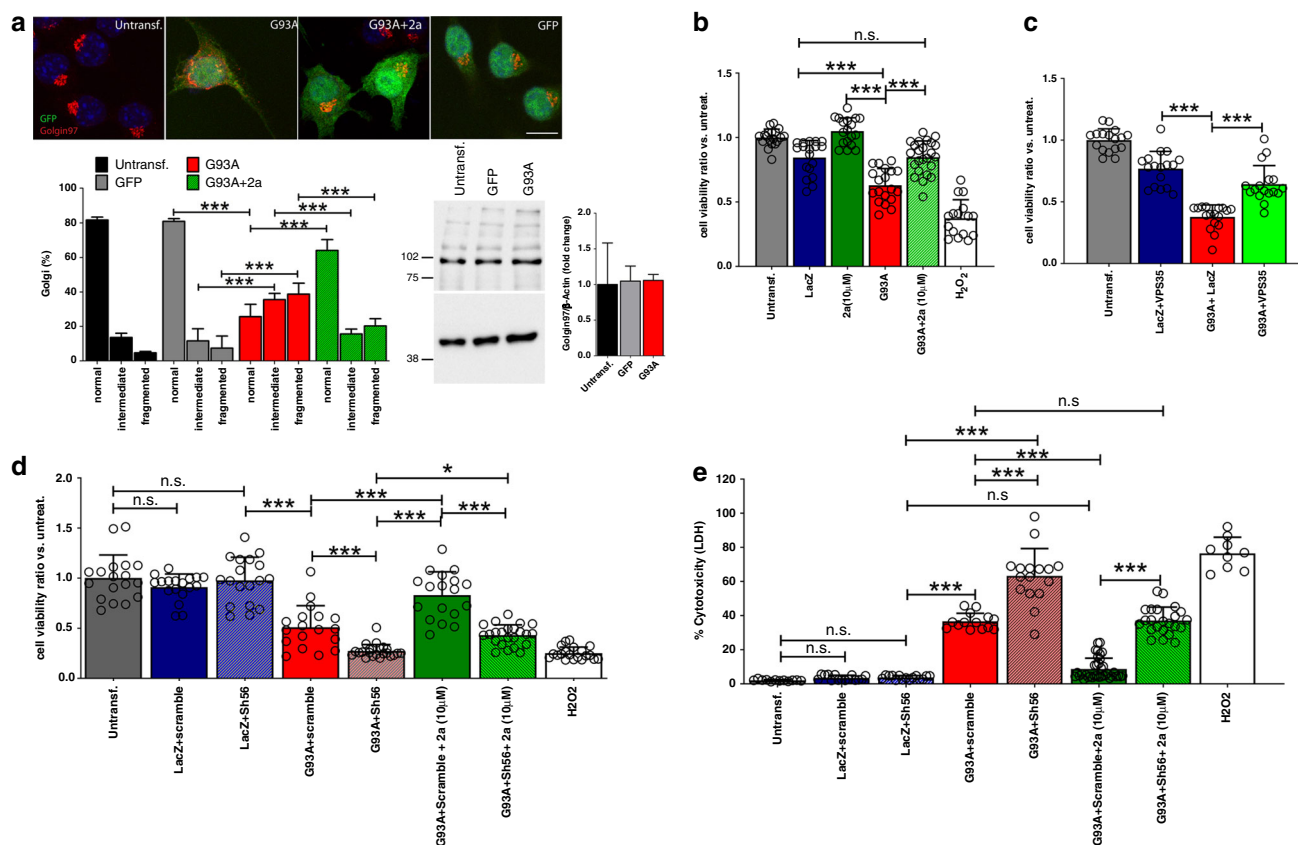 a
Untransf.
G93A
G93A+2a
GFP
GFP
Golgin97
Untransf.
G93A
GFP
G93A+2a
Golgi (%)
100
80
60
40
20
0
***
***
***
***
***
***
normal
intermediate
fragmented
normal
intermediate
fragmented
normal
intermediate
fragmented
normal
intermediate
fragmented
Untransf.
GFP
G93A
102
75
38
Golgin97/β-Actin (fold change)
2.0
1.5
1.0
0.5
0.0
Untransf.
GFP
G93A
b
n.s.
***
***
***
cell viability ratio vs. untreat.
1.5
1.0
0.5
0.0
Untransf.
LacZ
2a(10μM)
G93A
G93A+2a (10μM)
H2O2
c
***
***
cell viability ratio vs. untreat.
1.5
1.0
0.5
0.0
Untransf.
LacZ+VPS35
G93A+ LacZ
G93A+VPS35
d
*
n.s.
***
n.s.
***
***
***
***
cell viability ratio vs. untreat.
2.0
1.5
1.0
0.5
0.0
Untransf.
LacZ+scramble
LacZ+Sh56
G93A+scramble
G93A+Sh56
G93A+Scramble + 2a (10μM)
G93A+Sh56+ 2a (10μM)
H2O2
e
n.s
***
***
***
n.s
***
***
n.s.
n.s.
% Cytotoxicity (LDH)
120
100
80
60
40
20
0
Untransf.
LacZ+scramble
LacZ+Sh56
G93A+scramble
G93A+Sh56
G93A+Scramble+2a (10μM)
G93A+Sh56+ 2a (10μM)
H2O2